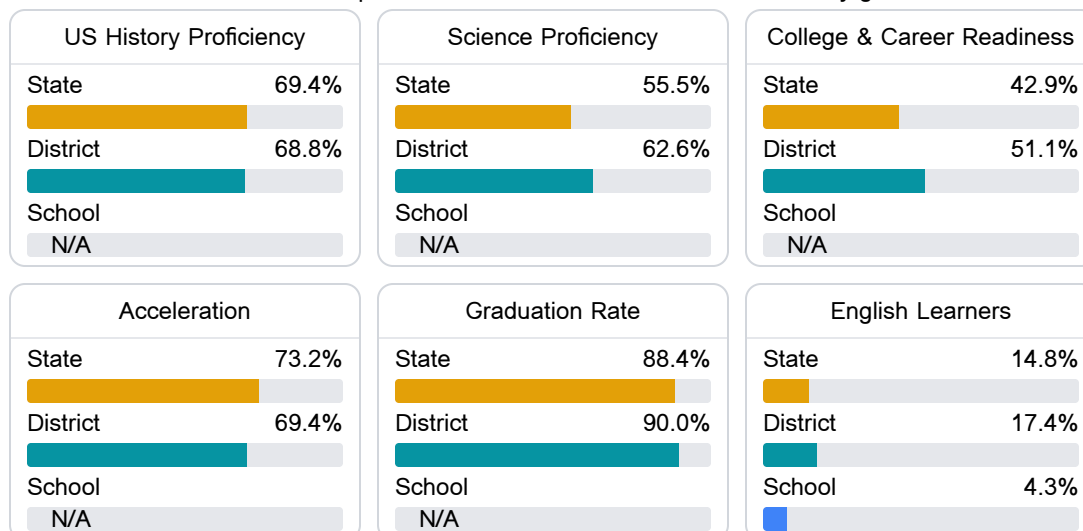 US History Proficiency
State 69.4%
District 68.8%
School
N/A
Science Proficiency
State 55.5%
District 62.6%
School
N/A
College & Career Readiness
State 42.9%
District 51.1%
School
N/A
Acceleration
State 73.2%
District 69.4%
School
N/A
Graduation Rate
State 88.4%
District 90.0%
School
N/A
English Learners
State 14.8%
District 17.4%
School 4.3%